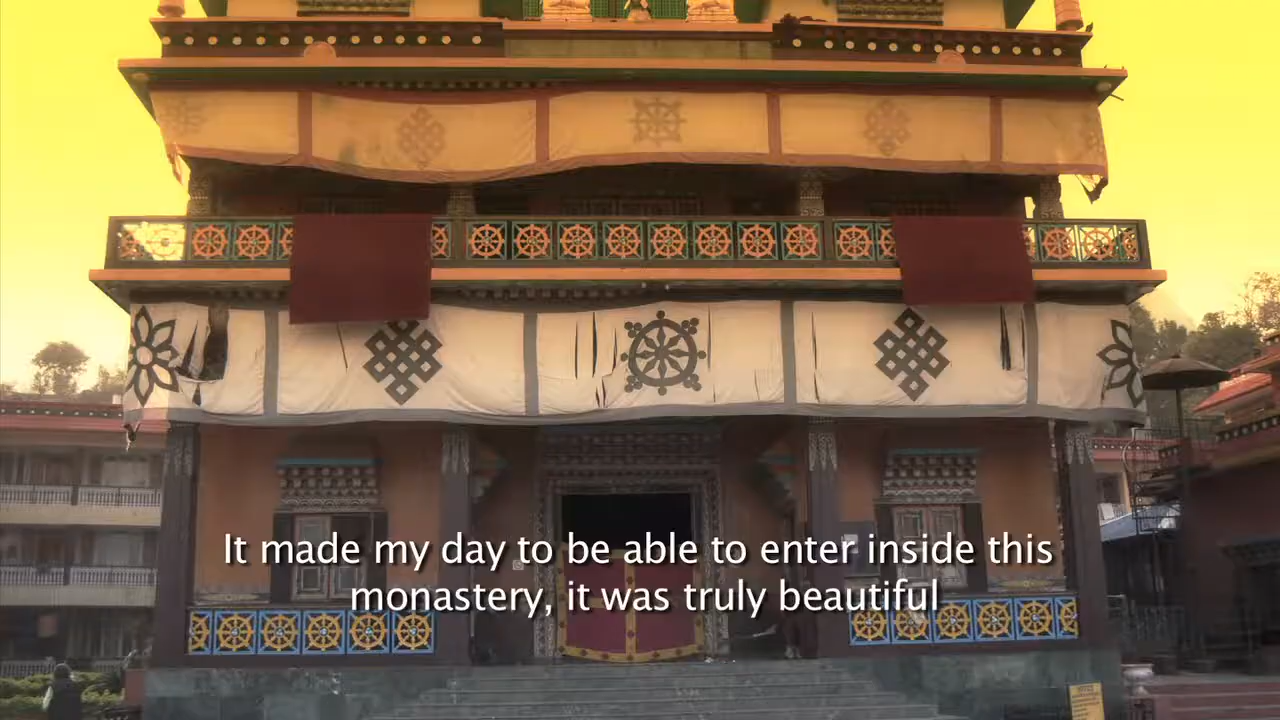 It made my day to be able to enter inside this
monastery, it was truly beautiful